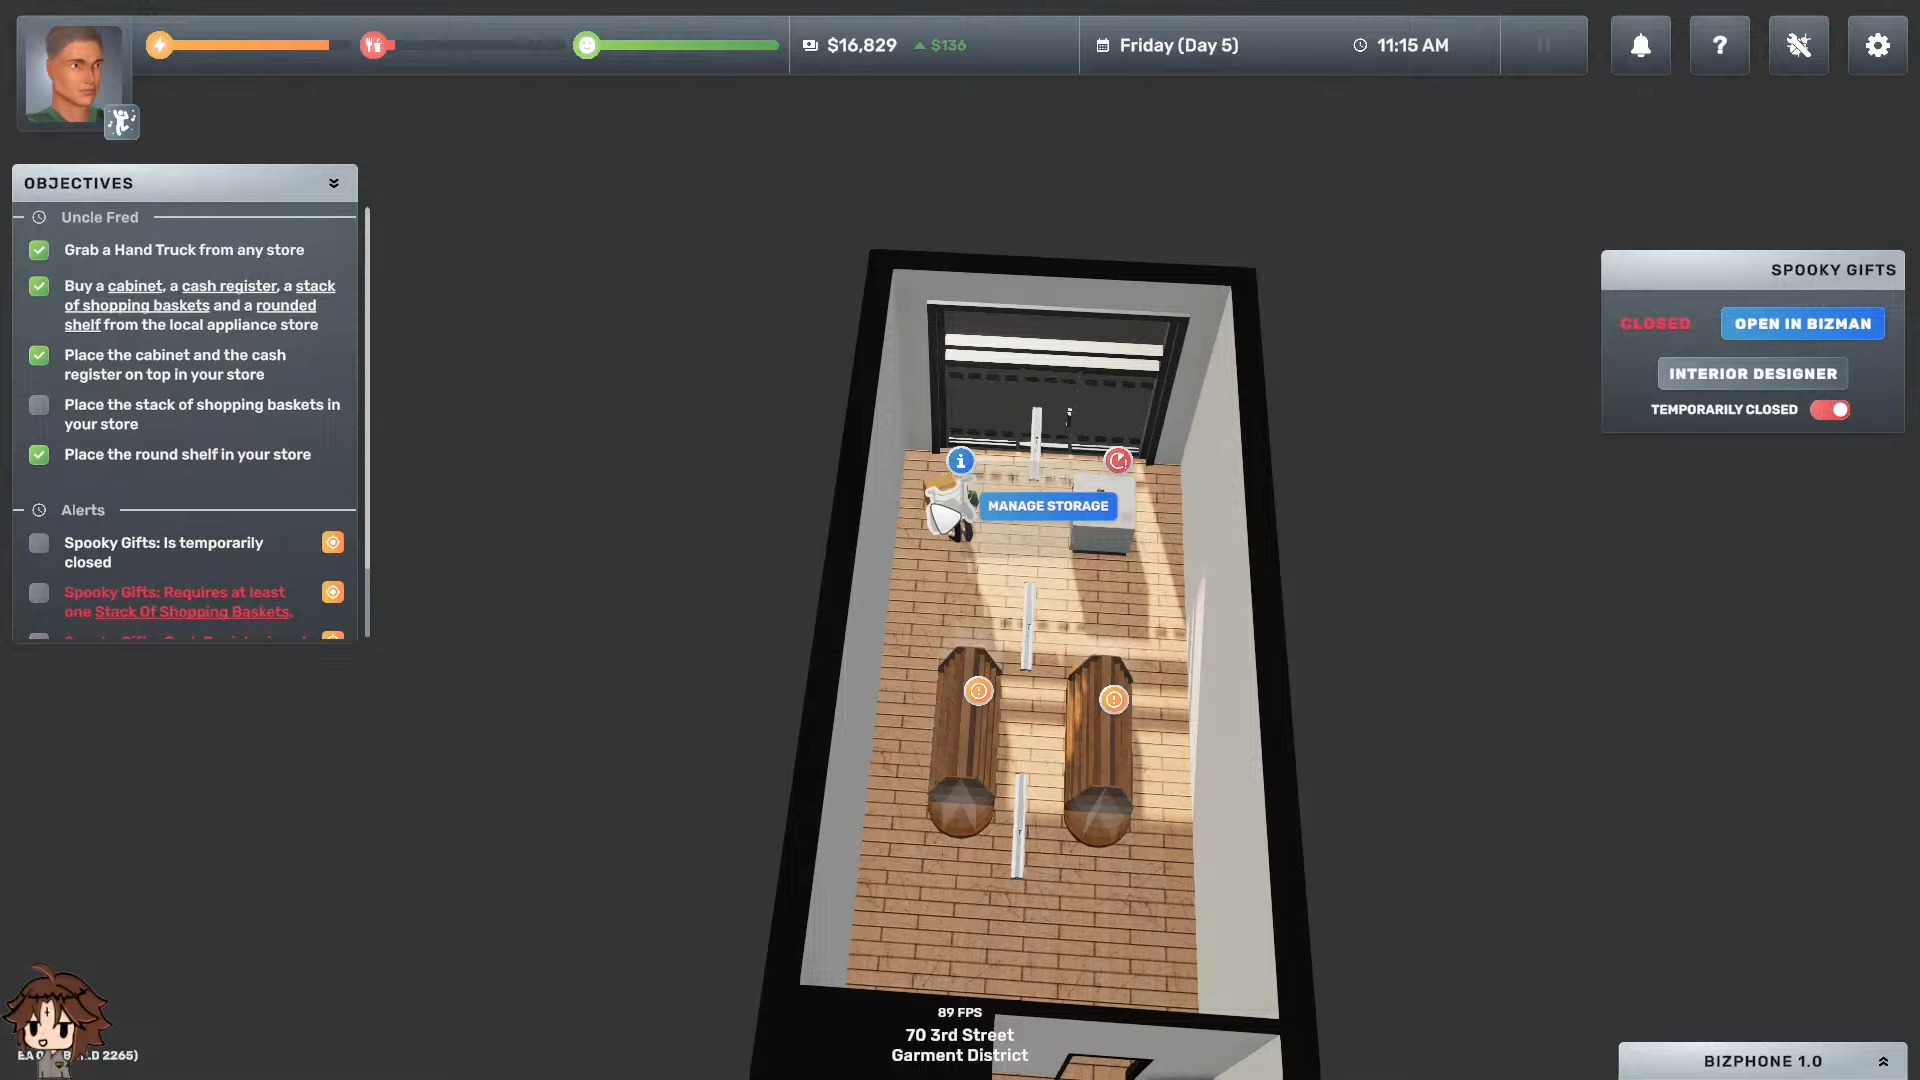 $16,829
$136
Friday (Day 5)
11:15 AM
?
OBJECTIVES
Uncle Fred
Grab a Hand Truck from any store
Buy a cabinet, a cash register, a stack
of shopping baskets and a rounded
shelf from the local appliance store
Place the cabinet and the cash
register on top in your store
Place the stack of shopping baskets in
your store
Place the round shelf in your store
Alerts
Spooky Gifts: Is temporarily
closed
Spooky Gifts: Requires at least
one Stack Of Shopping Baskets.
SPOOKY GIFTS
CLOSED
OPEN IN BIZMAN
INTERIOR DESIGNER
TEMPORARILY CLOSED
MANAGE STORAGE
89 FPS
70 3rd Street
Garment District
2265)
BIZPHONE 1.0